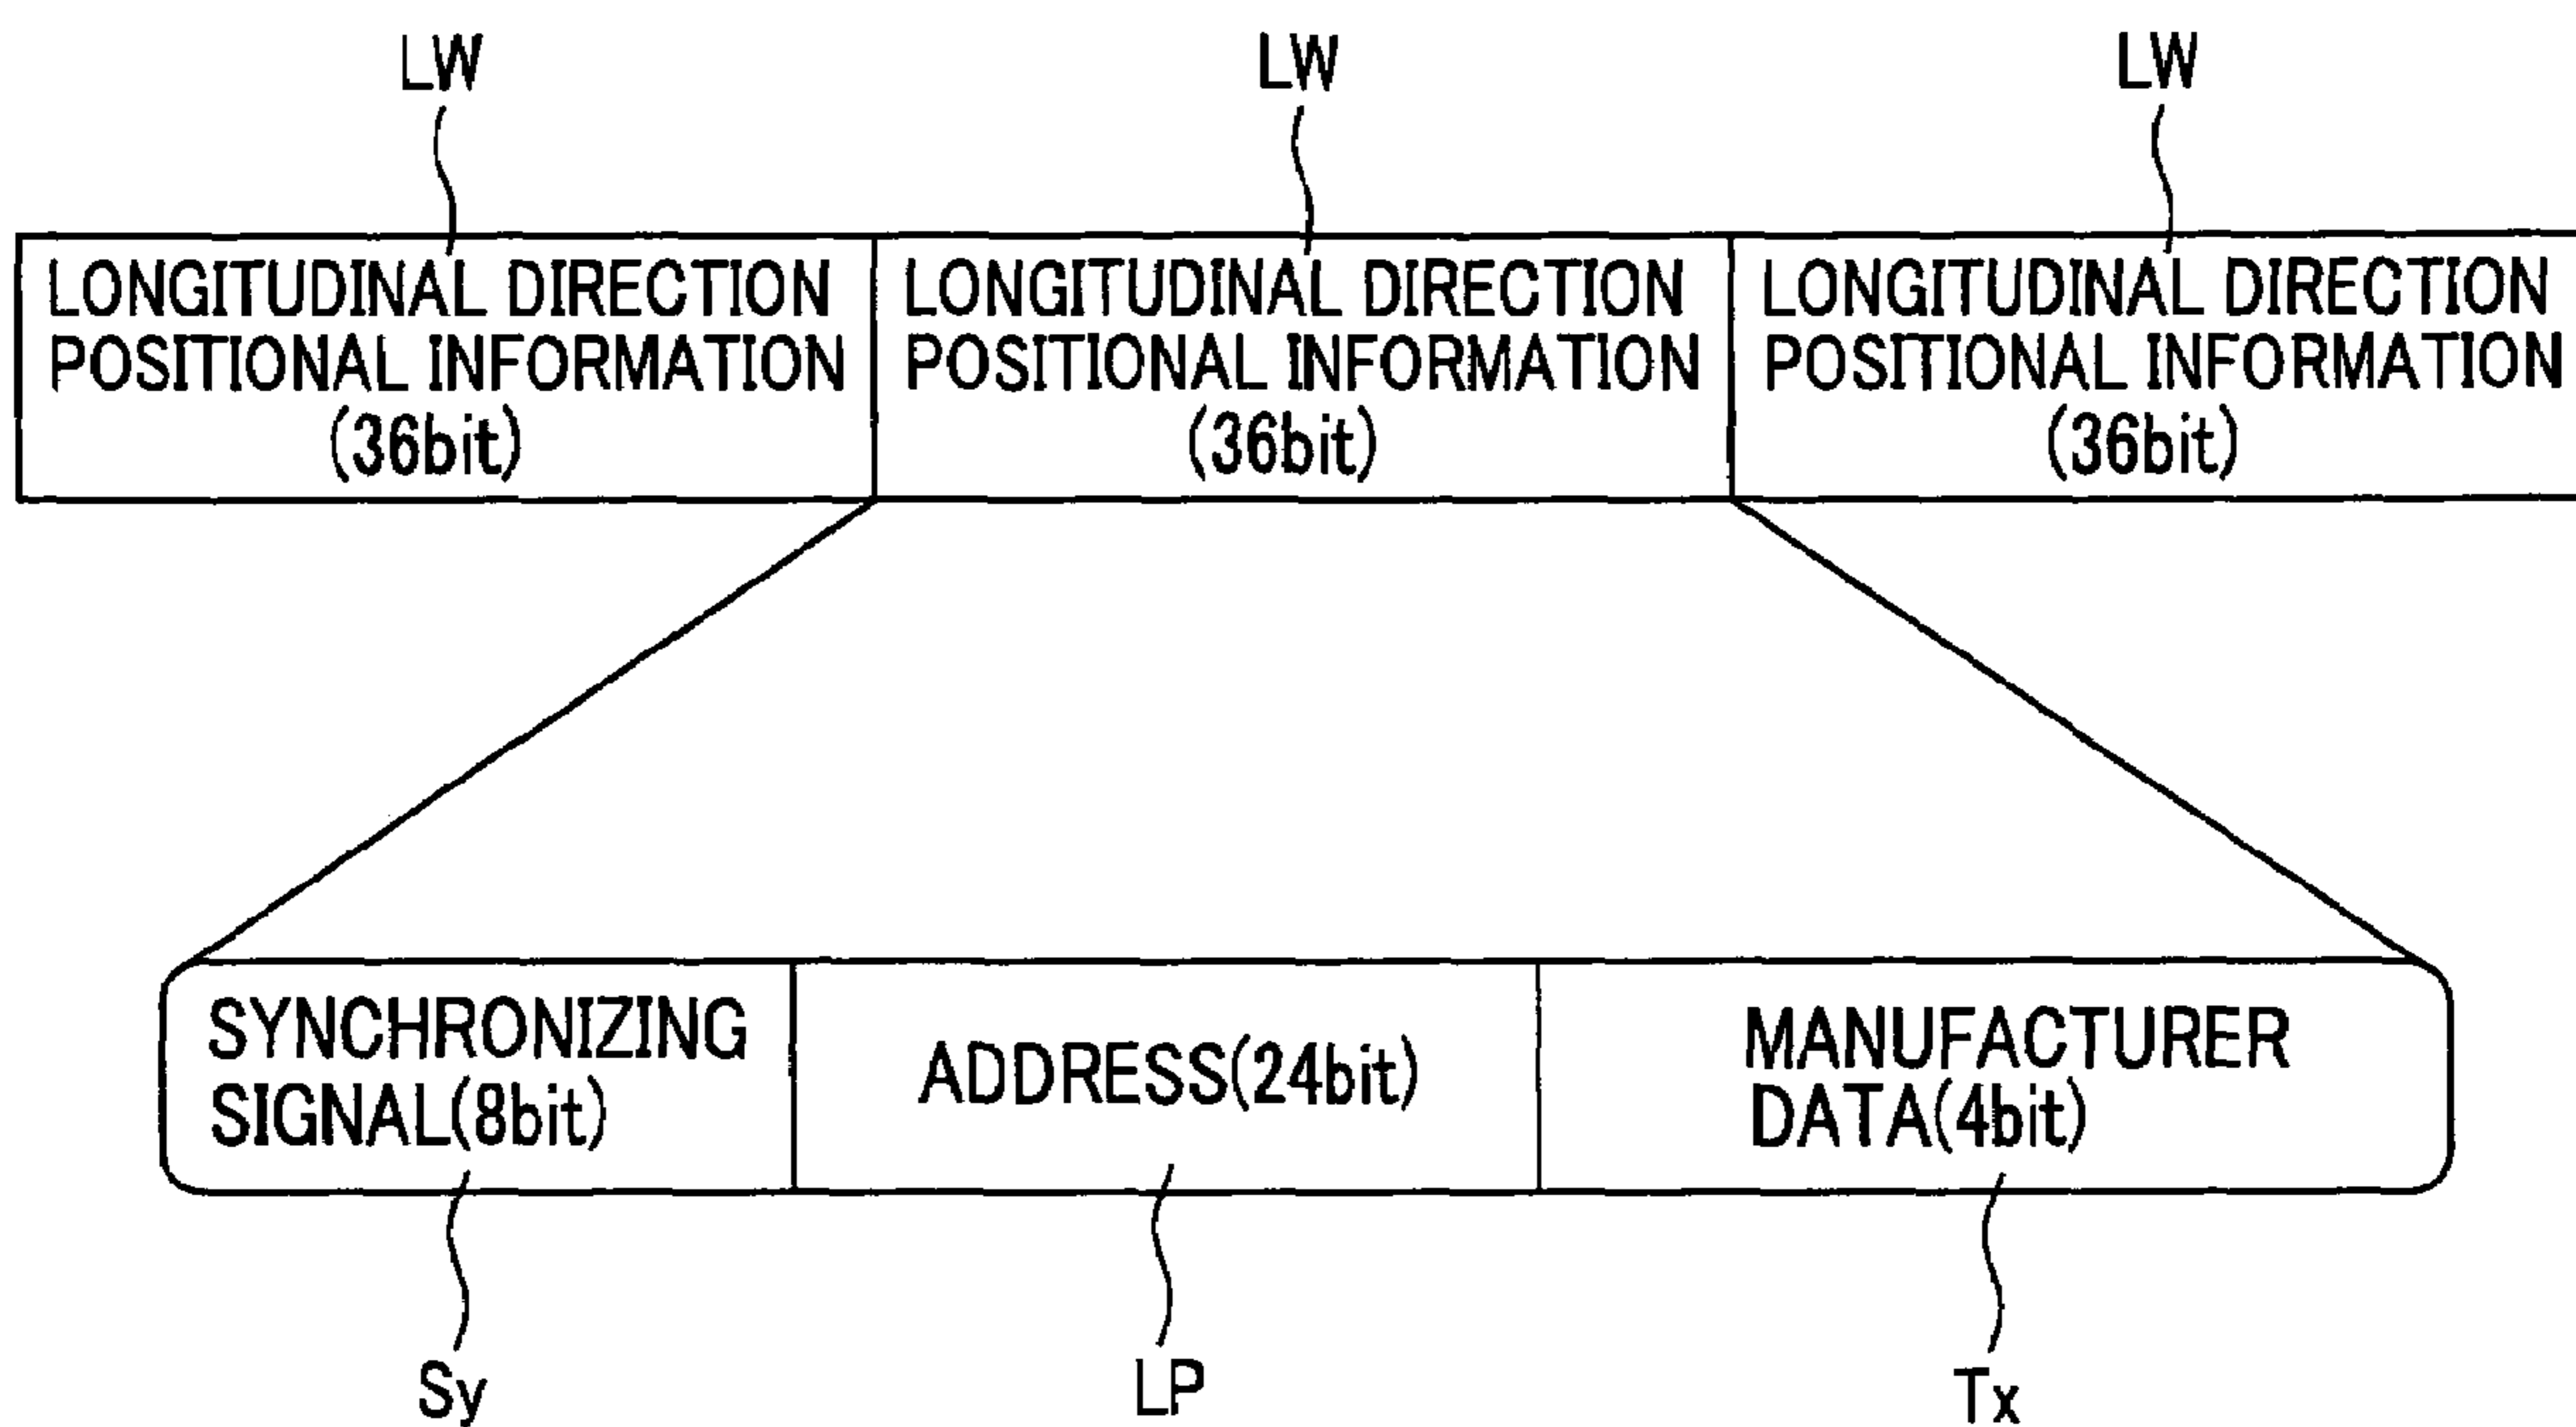 LW LW LW
LONGITUDINAL DIRECTION
POSITIONAL INFORMATION
(36bit)
LONGITUDINAL DIRECTION
POSITIONAL INFORMATION
(36bit)
LONGITUDINAL DIRECTION
POSITIONAL INFORMATION
(36bit)
SYNCHRONIZING
SIGNAL(8bit)
ADDRESS(24bit)
MANUFACTURER
DATA(4bit)
Sy LP Tx